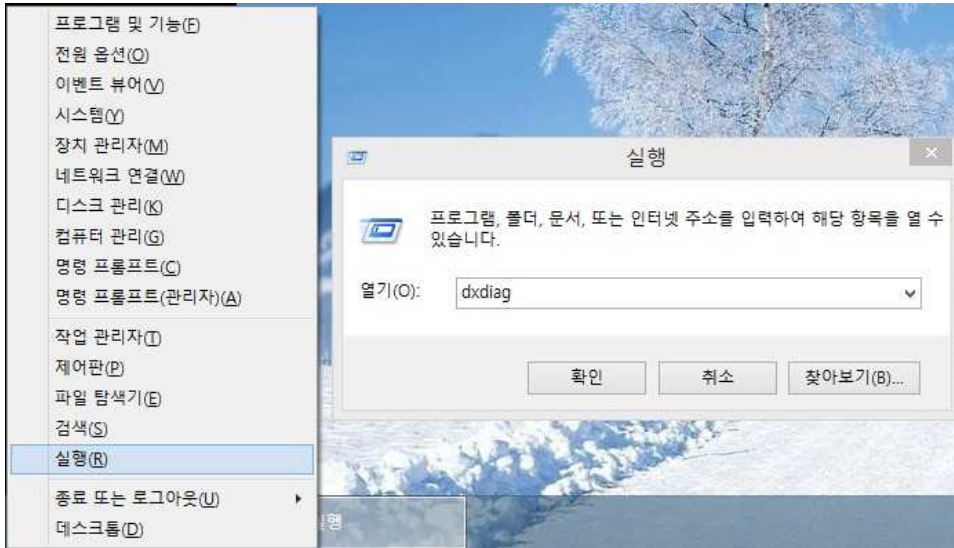 프로그램 및 기능(F)
전원 옵션(O)
이벤트 뷰어(V)
시스템(Y)
장치 관리자(M)
네트워크 연결(W)
디스크 관리(K)
컴퓨터 관리(G)
명령 프롬프트(C)
명령 프롬프트(관리자)(A)
작업 관리자(T)
제어판(P)
파일 탐색기(E)
검색(S)
실행(R)
종료 또는 로그아웃(U)
데스크톱(D)
실행
프로그램, 폴더, 문서, 또는 인터넷 주소를 입력하여 해당 항목을 열 수
있습니다.
열기(O):
dxdiag
확인
취소
찾아보기(B)...